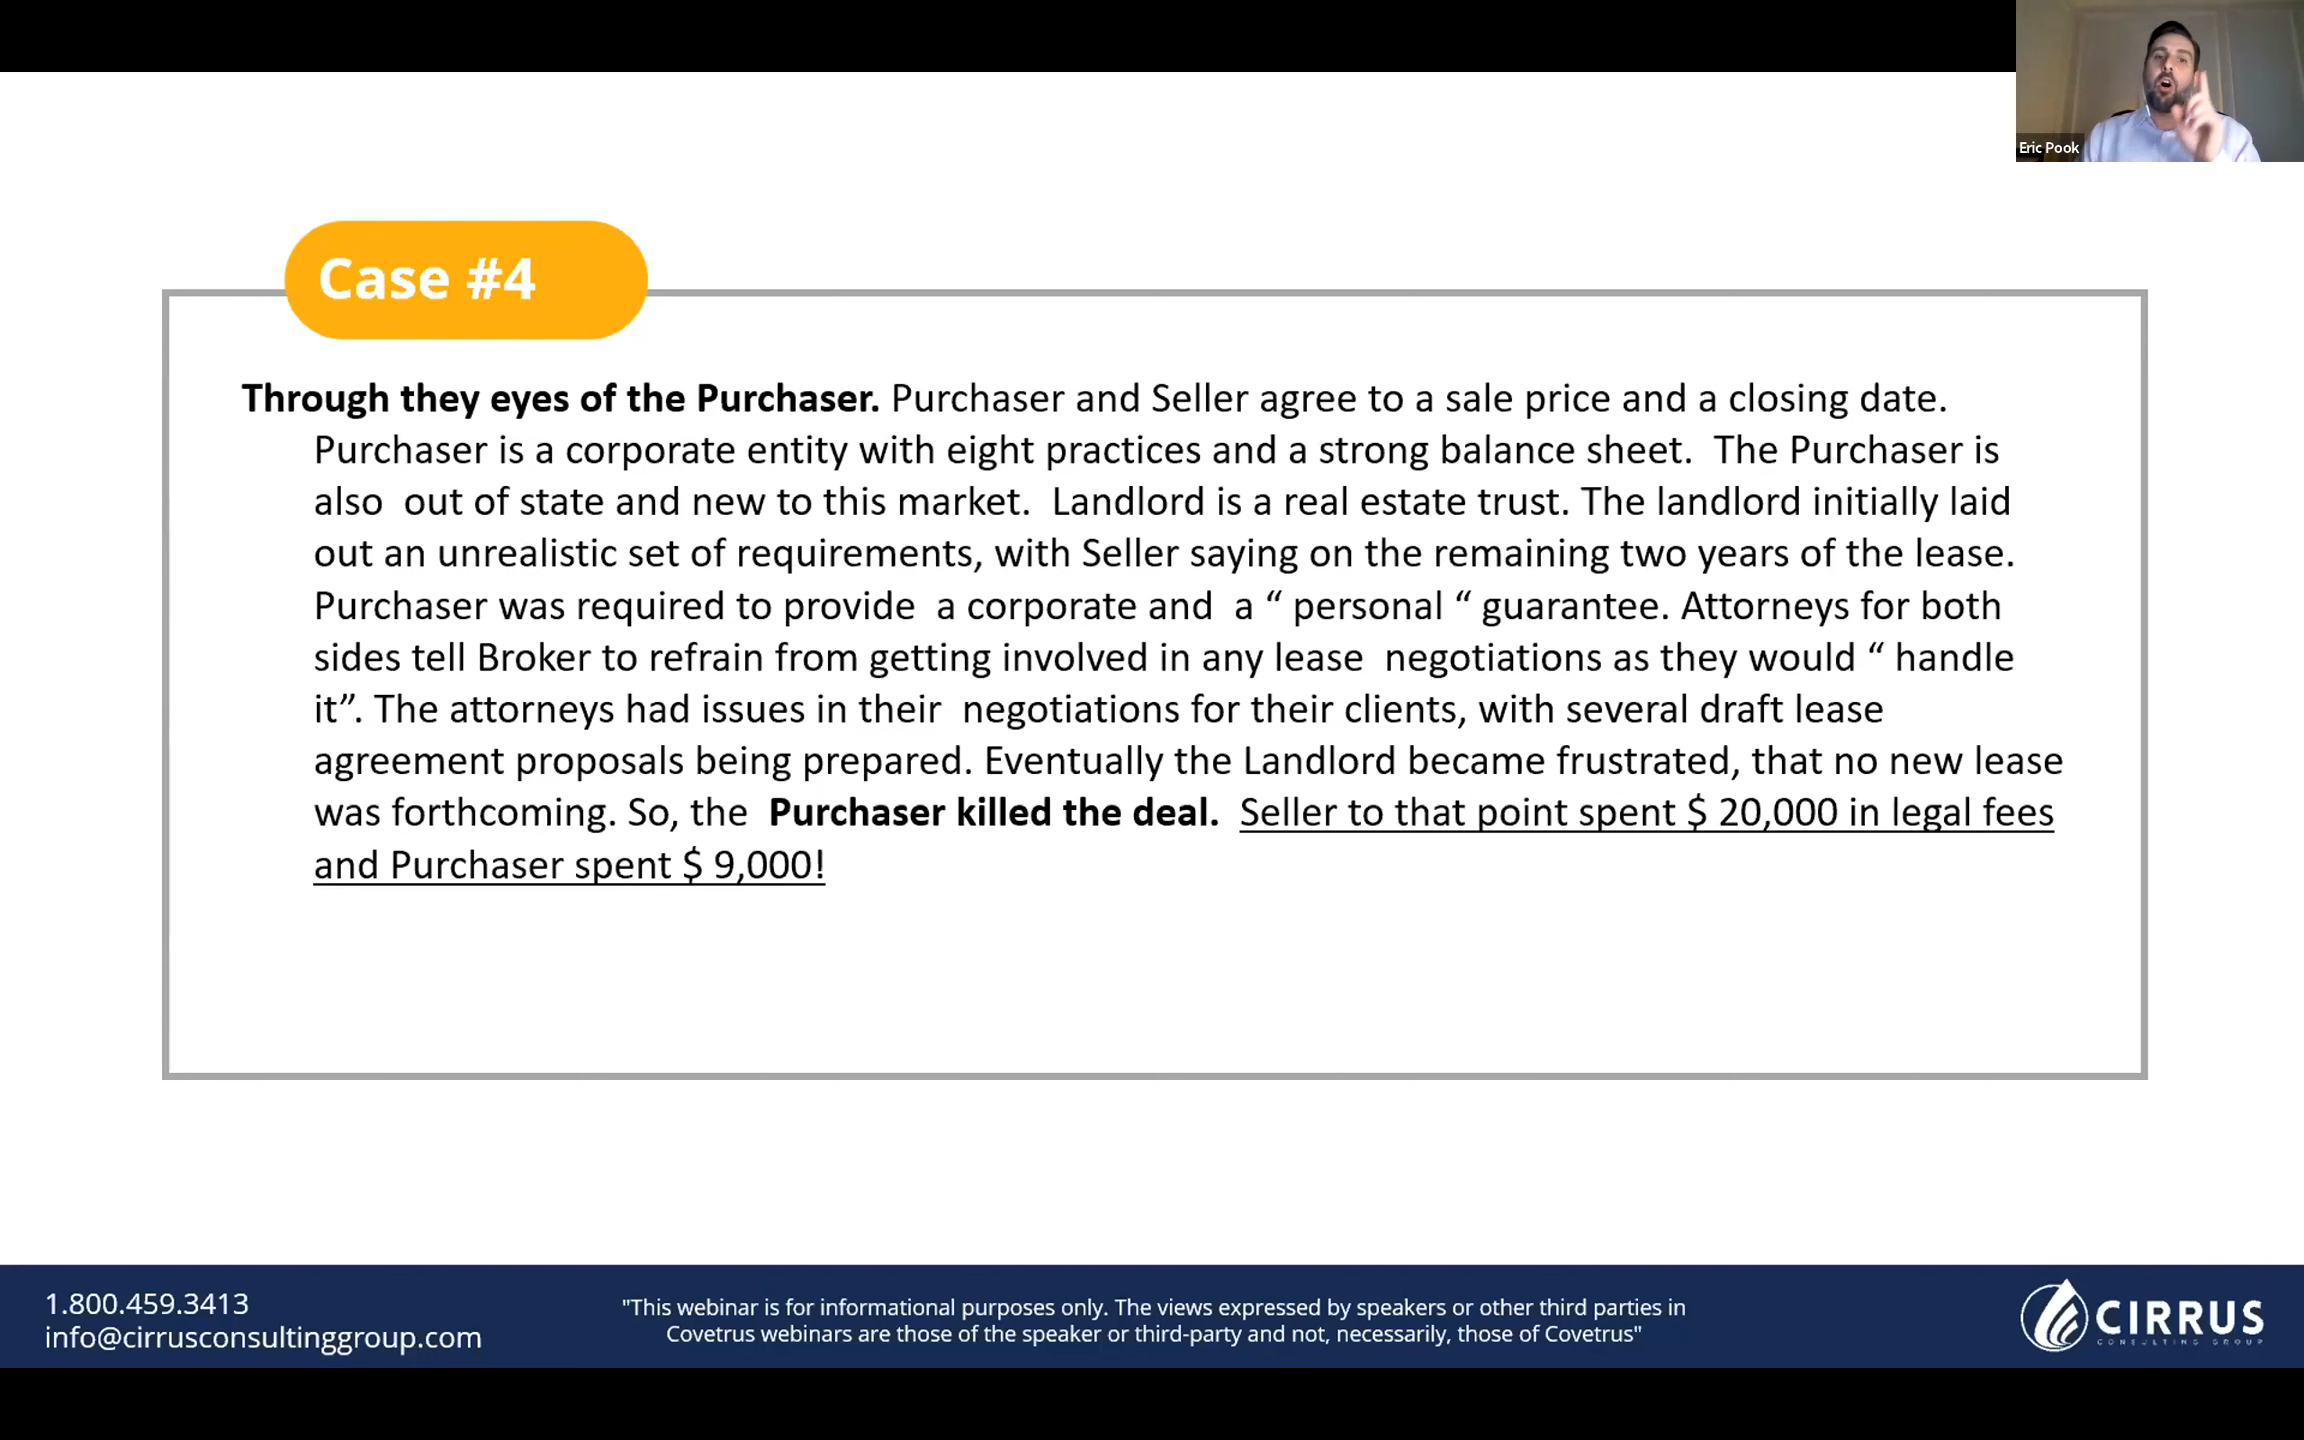 Eric Pook
Case #4
Through they eyes of the Purchaser. Purchaser and Seller agree to a sale price and a closing date.
Purchaser is a corporate entity with eight practices and a strong balance sheet.  The Purchaser is
also  out of state and new to this market.  Landlord is a real estate trust. The landlord initially laid
out an unrealistic set of requirements, with Seller saying on the remaining two years of the lease.
Purchaser was required to provide  a corporate and  a “ personal “ guarantee. Attorneys for both
sides tell Broker to refrain from getting involved in any lease  negotiations as they would “ handle
it”. The attorneys had issues in their  negotiations for their clients, with several draft lease
agreement proposals being prepared. Eventually the Landlord became frustrated, that no new lease
was forthcoming. So, the  Purchaser killed the deal.  Seller to that point spent $ 20,000 in legal fees
and Purchaser spent $ 9,000!
1.800.459.3413
info@cirrusconsultinggroup.com
"This webinar is for informational purposes only. The views expressed by speakers or other third parties in
Covetrus webinars are those of the speaker or third-party and not, necessarily, those of Covetrus"
CIRRUS
CONSULTING GROUP